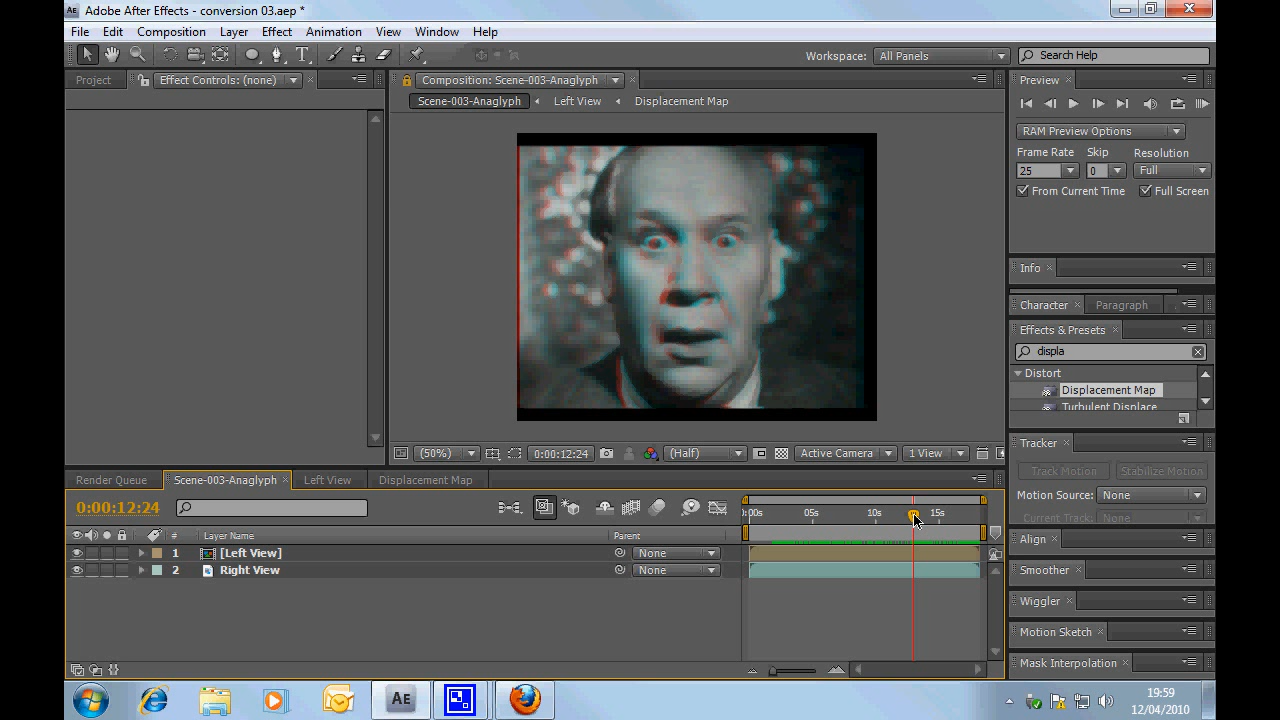 AE Adobe After Effects - conversion 03.aep *
File Edit Composition Layer Effect Animation View Window Help
T Workspace: All Panels Search Help
Project Effect Controls: (none) Composition: Scene-003-Anaglyph Preview
Scene-003-Anaglyph Left View Displacement Map
RAM Preview Options
Frame Rate Skip Resolution
25 0 Full
From Current Time Full Screen
Info
Character Paragraph
Effects & Presets
displa
Distort
Displacement Map
Turbulent Displace
Tracker
(50%) 0:00:12:24 (Half) Active Camera 1 View
Track Motion Stabilize Motion
Render Queue Scene-003-Anaglyph Left View Displacement Map
Motion Source: None
0:00:12:24 :00s 05s 10s 15s
Current Track: None
# Layer Name Parent
Align
1 [Left View] None
2 Right View None
Smoother
Wiggler
Motion Sketch
Mask Interpolation
AE
19:59
12/04/2010